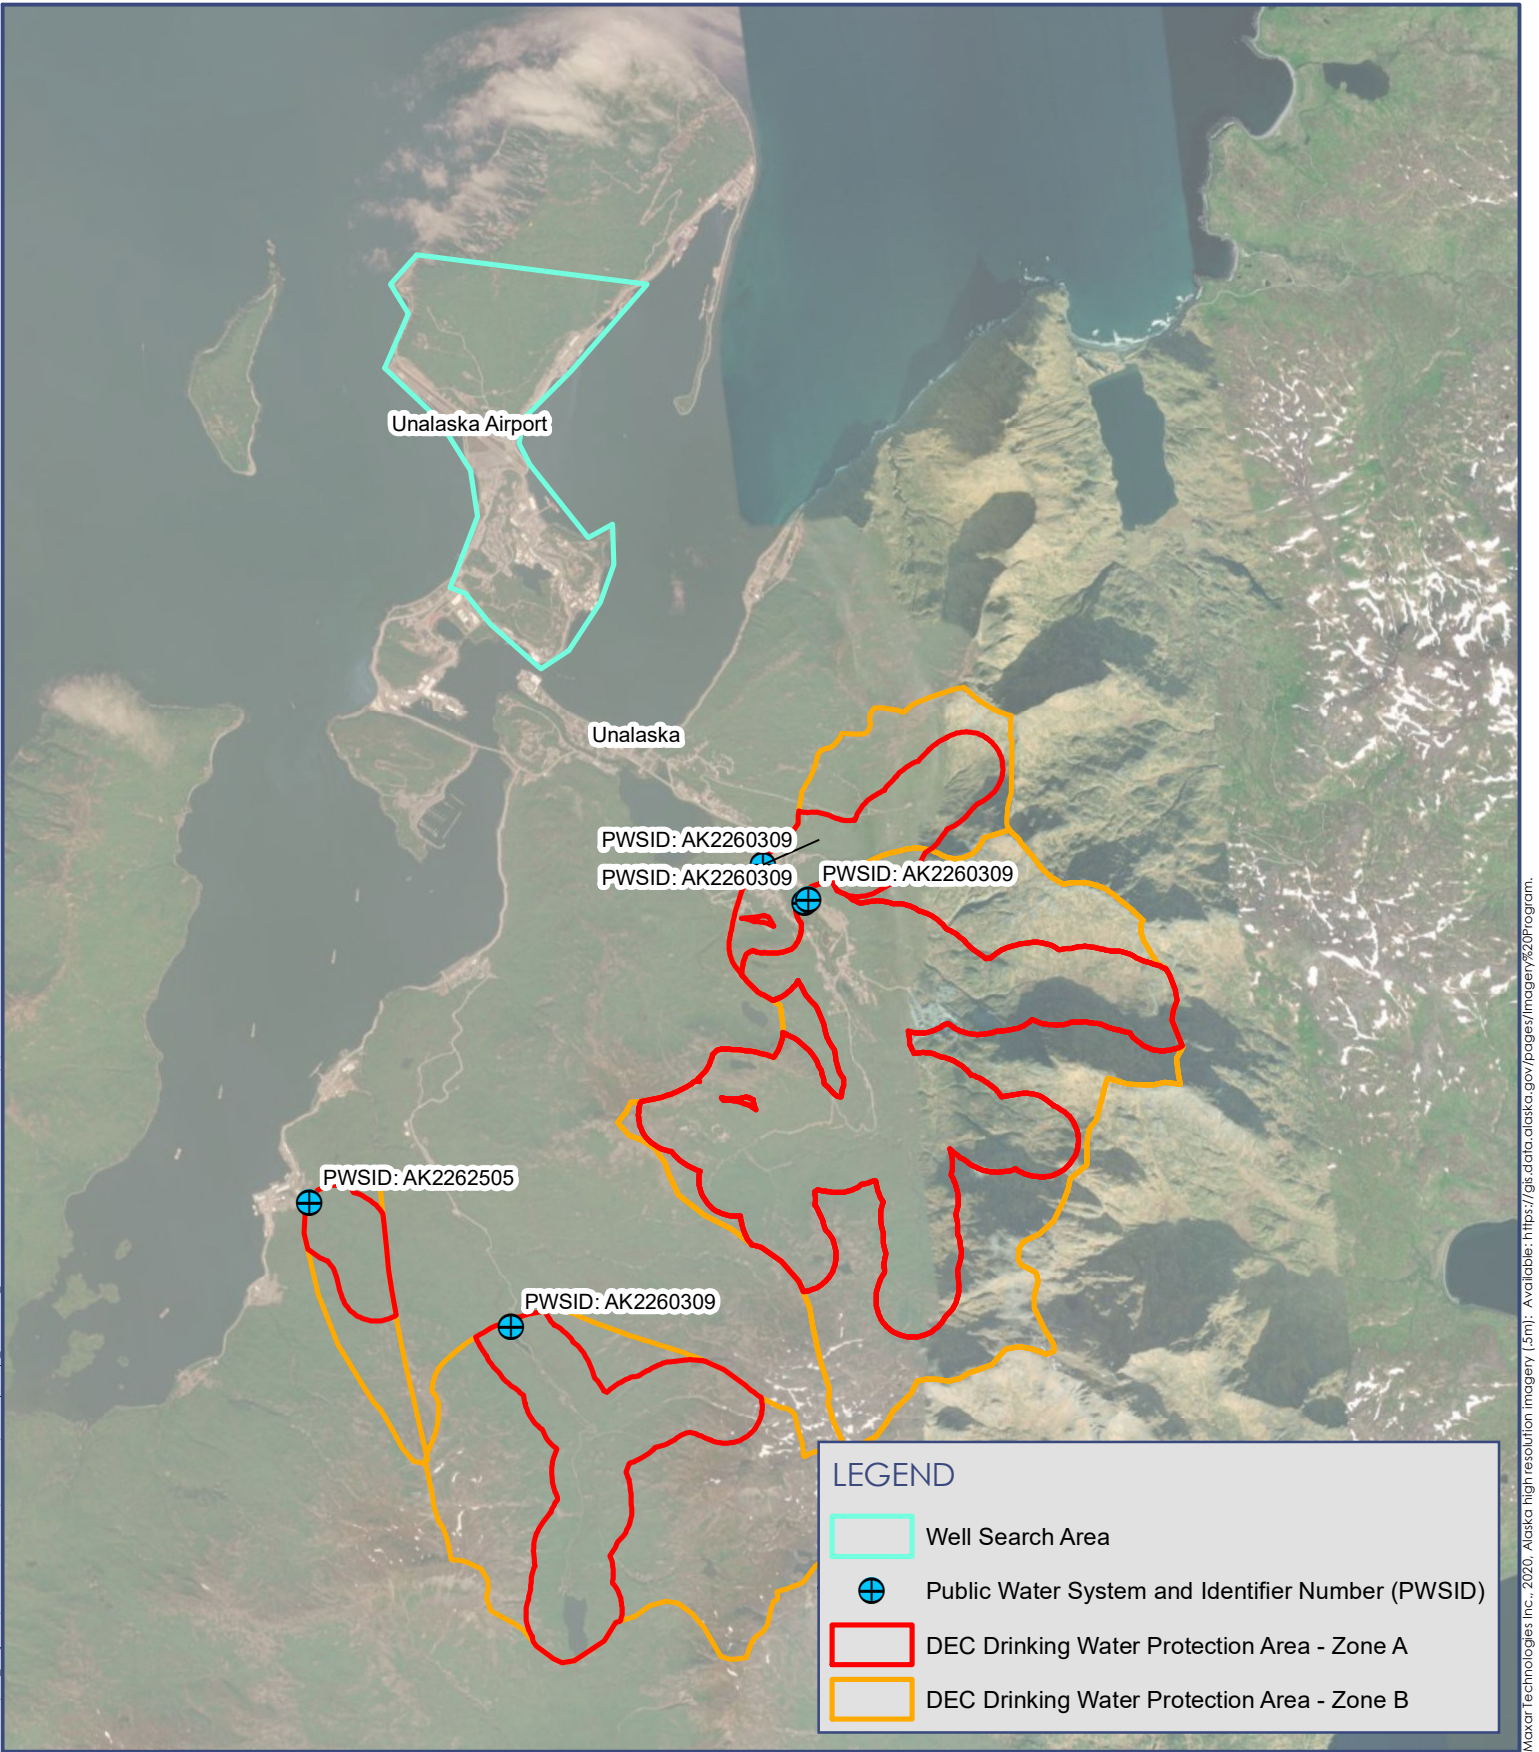 Unalaska Airport
Unalaska
PWSID: AK2260309
PWSID: AK2260309
PWSID: AK2260309
PWSID: AK2262505
PWSID: AK2260309
LEGEND
Well Search Area
Public Water System and Identifier Number (PWSID)
DEC Drinking Water Protection Area - Zone A
DEC Drinking Water Protection Area - Zone B
Maxar Technologies Inc., 2020, Alaska high resolution imagery (.5m): Available: https://gis.data.alaska.gov/pages/imagery%20Program.